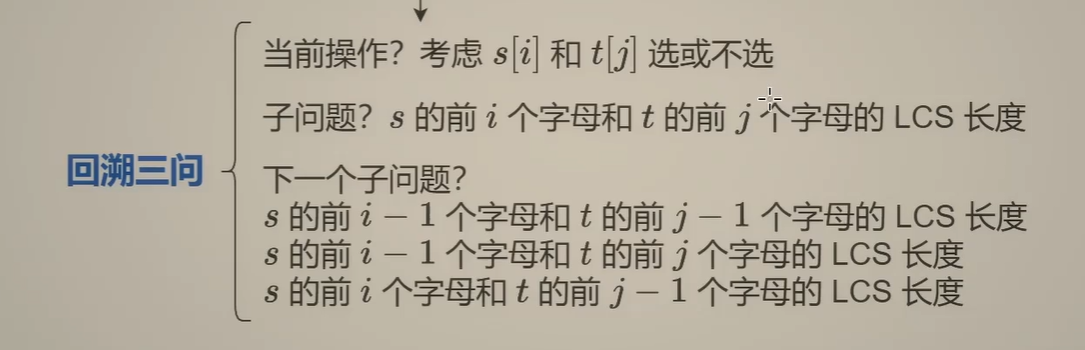 当前操作？考虑 s[i] 和 t[j] 选或不选
子问题？s 的前 i 个字母和 t 的前 j 个字母的 LCS 长度
回溯三问
下一个子问题？
s 的前 i − 1 个字母和 t 的前 j − 1 个字母的 LCS 长度
s 的前 i − 1 个字母和 t 的前 j 个字母的 LCS 长度
s 的前 i 个字母和 t 的前 j − 1 个字母的 LCS 长度